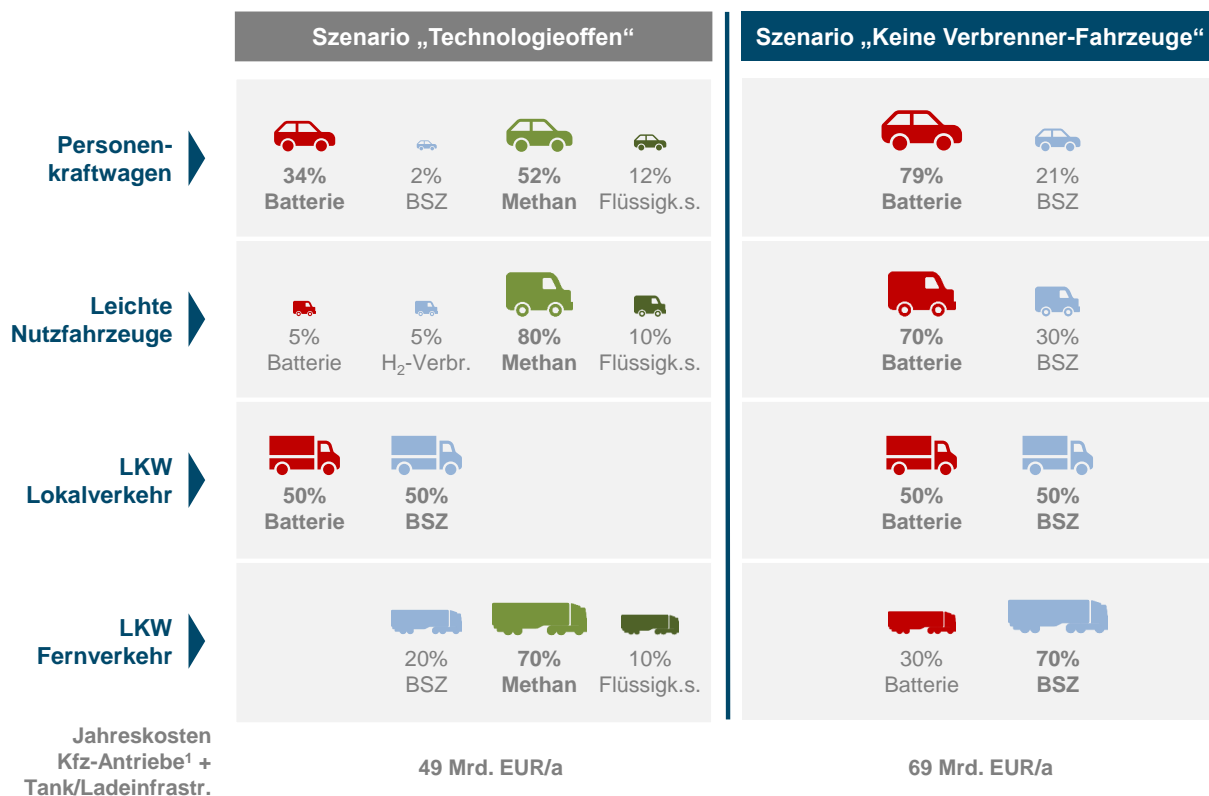 Szenario „Technologieoffen“
Szenario „Keine Verbrenner-Fahrzeuge“
Personen-
kraftwagen
34%
Batterie
2%
BSZ
52%
Methan
12%
Flüssigk.s.
79%
Batterie
21%
BSZ
Leichte
Nutzfahrzeuge
5%
Batterie
5%
H₂-Verbr.
80%
Methan
10%
Flüssigk.s.
70%
Batterie
30%
BSZ
LKW
Lokalverkehr
50%
Batterie
50%
BSZ
50%
Batterie
50%
BSZ
LKW
Fernverkehr
20%
BSZ
70%
Methan
10%
Flüssigk.s.
30%
Batterie
70%
BSZ
Jahreskosten
Kfz-Antriebe¹ +
Tank/Ladeinfrastr.
49 Mrd. EUR/a
69 Mrd. EUR/a